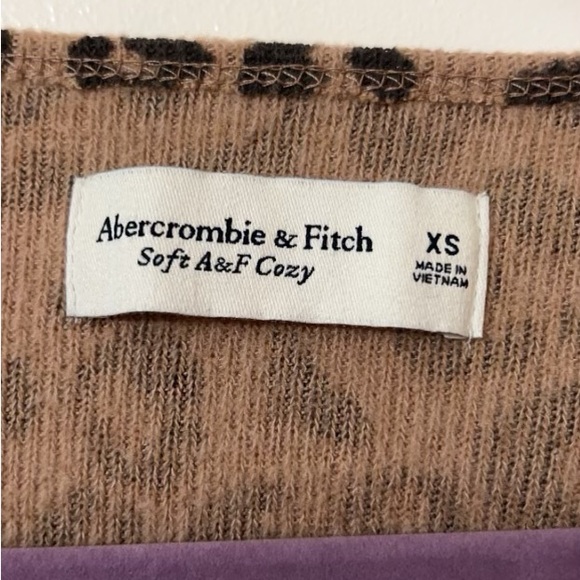 Abercrombie & Fitch
Soft A&F Cozy
XS
MADE IN
VIETNAM